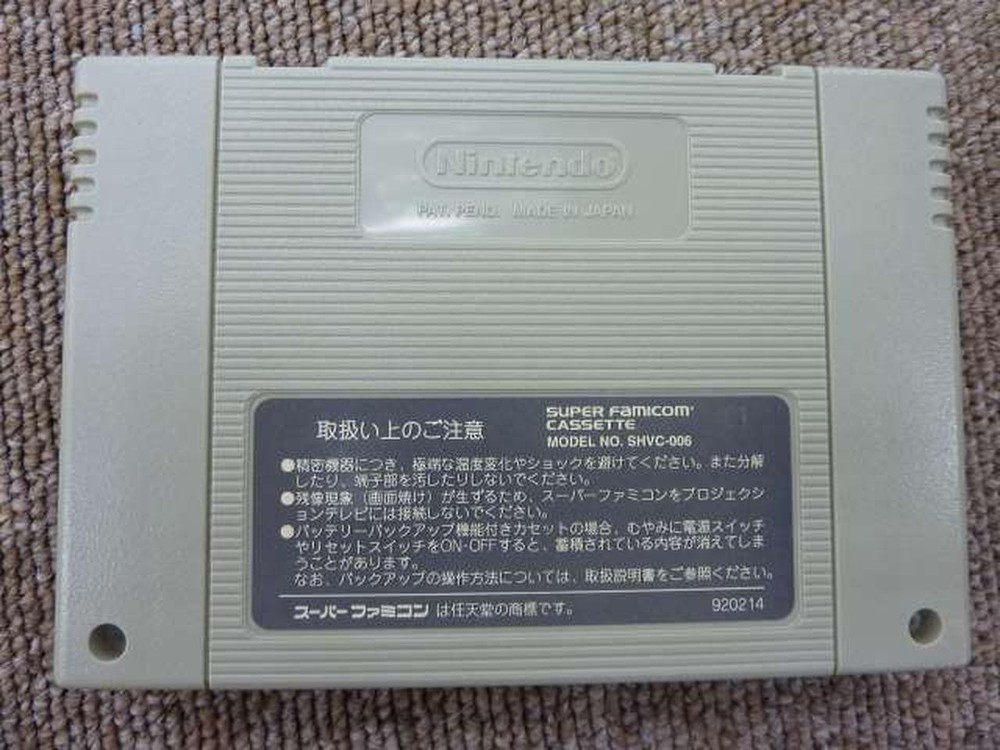 Nintendo
PAT. PEND. MADE IN JAPAN
取扱い上のご注意
SUPER FAMICOM
CASSETTE
MODEL NO. SHVC-006
●精密機器につき、極端な温度変化やショックを避けてください。また分解
したり、端子部を汚したりしないでください。
●残像現象(画面焼け)が生ずるため、スーパーファミコンをプロジェクシ
ョンテレビには接続しないでください。
●バッテリーバックアップ機能付きカセットの場合、むやみに電源スイッチ
やリセットスイッチをON・OFFすると、蓄積されている内容が消えてしま
うことがあります。
なお、バックアップの操作方法については、取扱説明書をご参照ください。
スーパーファミコン は任天堂の商標です。
920214